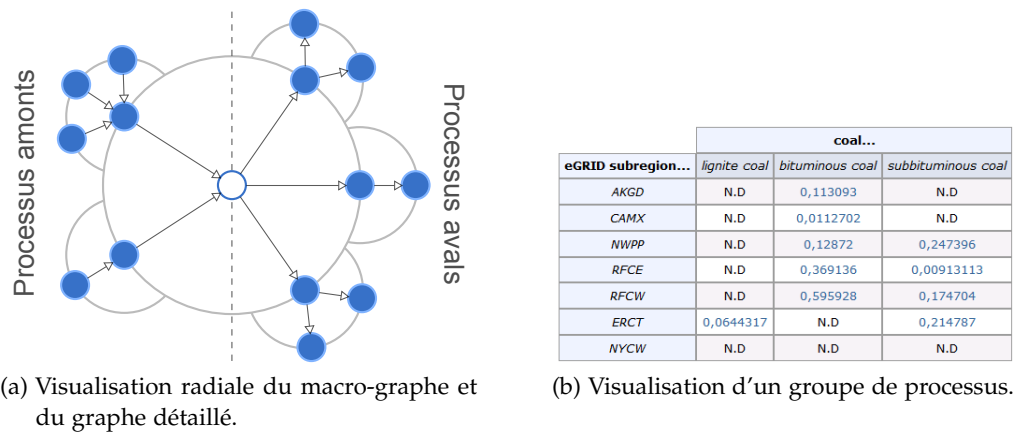 Processus amonts
Processus avals
(a) Visualisation radiale du macro-graphe et
du graphe détaillé.
coal...
eGRID subregion... lignite coal bituminous coal subbituminous coal
AKGD N.D 0,113093 N.D
CAMX N.D 0,0112702 N.D
NWPP N.D 0,12872 0,247396
RFCE N.D 0,369136 0,00913113
RFCW N.D 0,595928 0,174704
ERCT 0,0644317 N.D 0,214787
NYCW N.D N.D N.D
(b) Visualisation d'un groupe de processus.